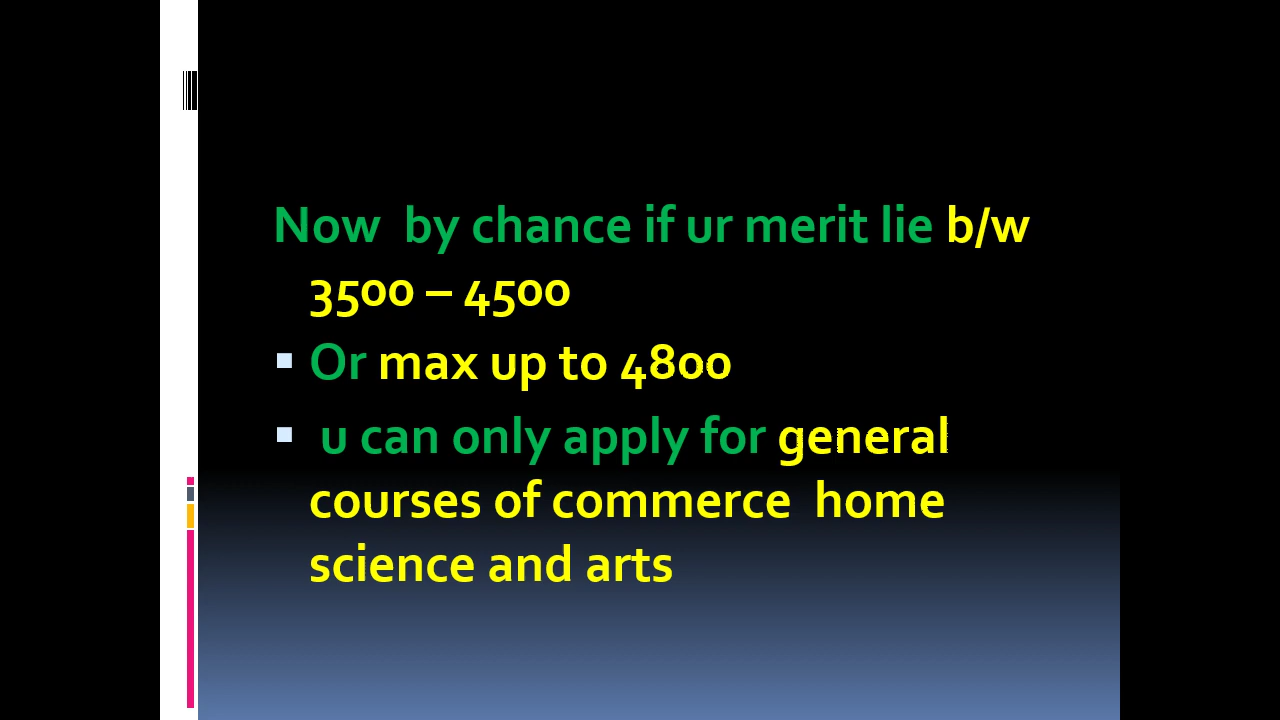 Now by chance if ur merit lie b/w
3500 – 4500
Or max up to 4800
u can only apply for general
courses of commerce home
science and arts